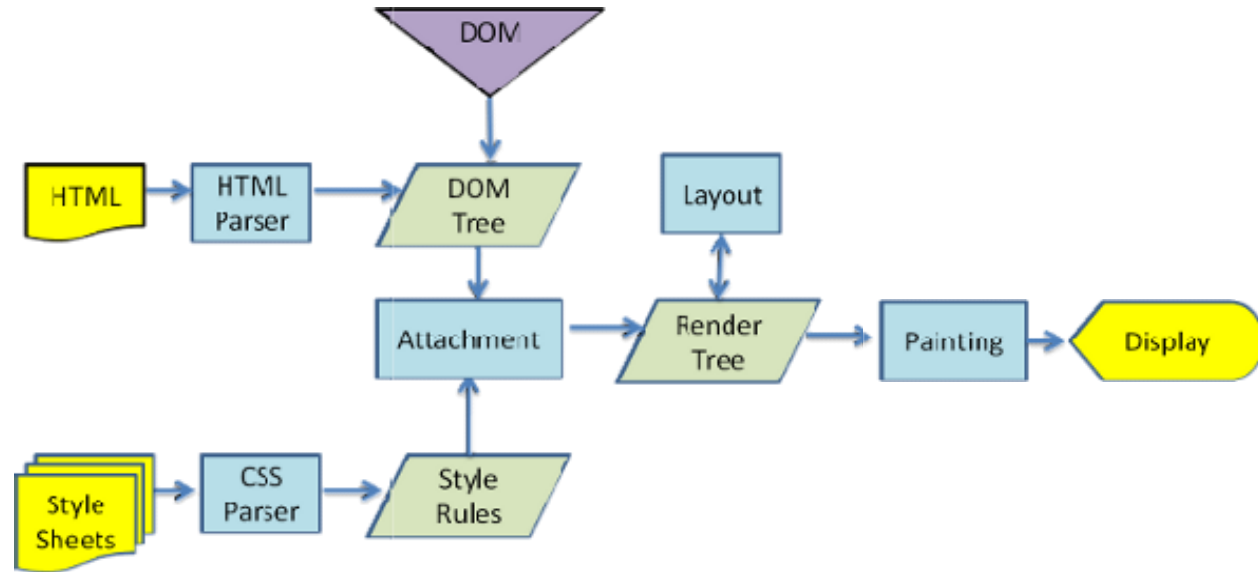 DOM
HTML
HTML
Parser
DOM
Tree
Layout
Attachment
Render
Tree
Painting
Display
Style
Sheets
CSS
Parser
Style
Rules